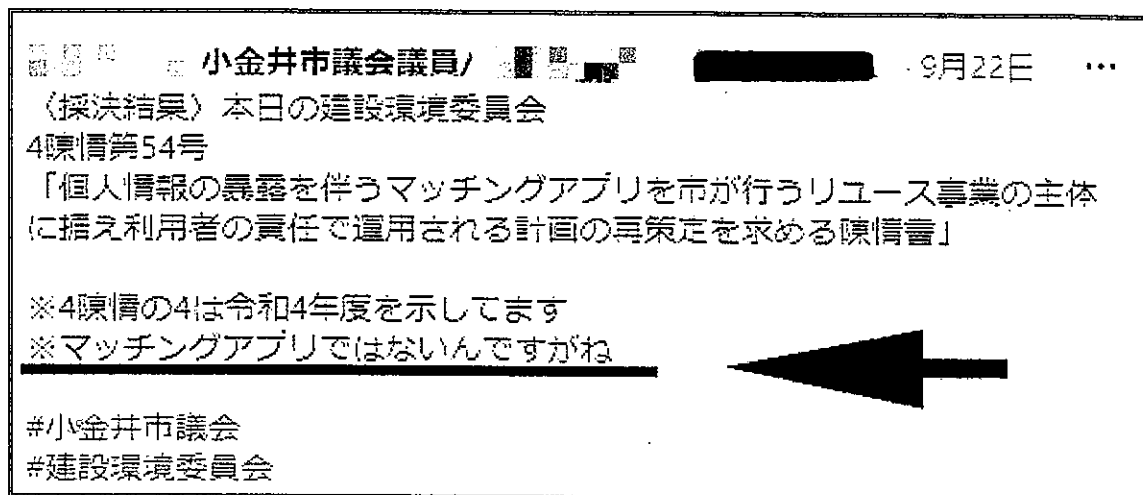 小金井市議会議員/ ・9月22日 …
〈採決結果〉本日の建設環境委員会
4陳情第54号
「個人情報の暴露を伴うマッチングアプリを市が行うリユース事業の主体
に据え利用者の責任で運用される計画の再策定を求める陳情書」
※4陳情の4は令和4年度を示してます
※マッチングアプリではないんですがね
#小金井市議会
#建設環境委員会